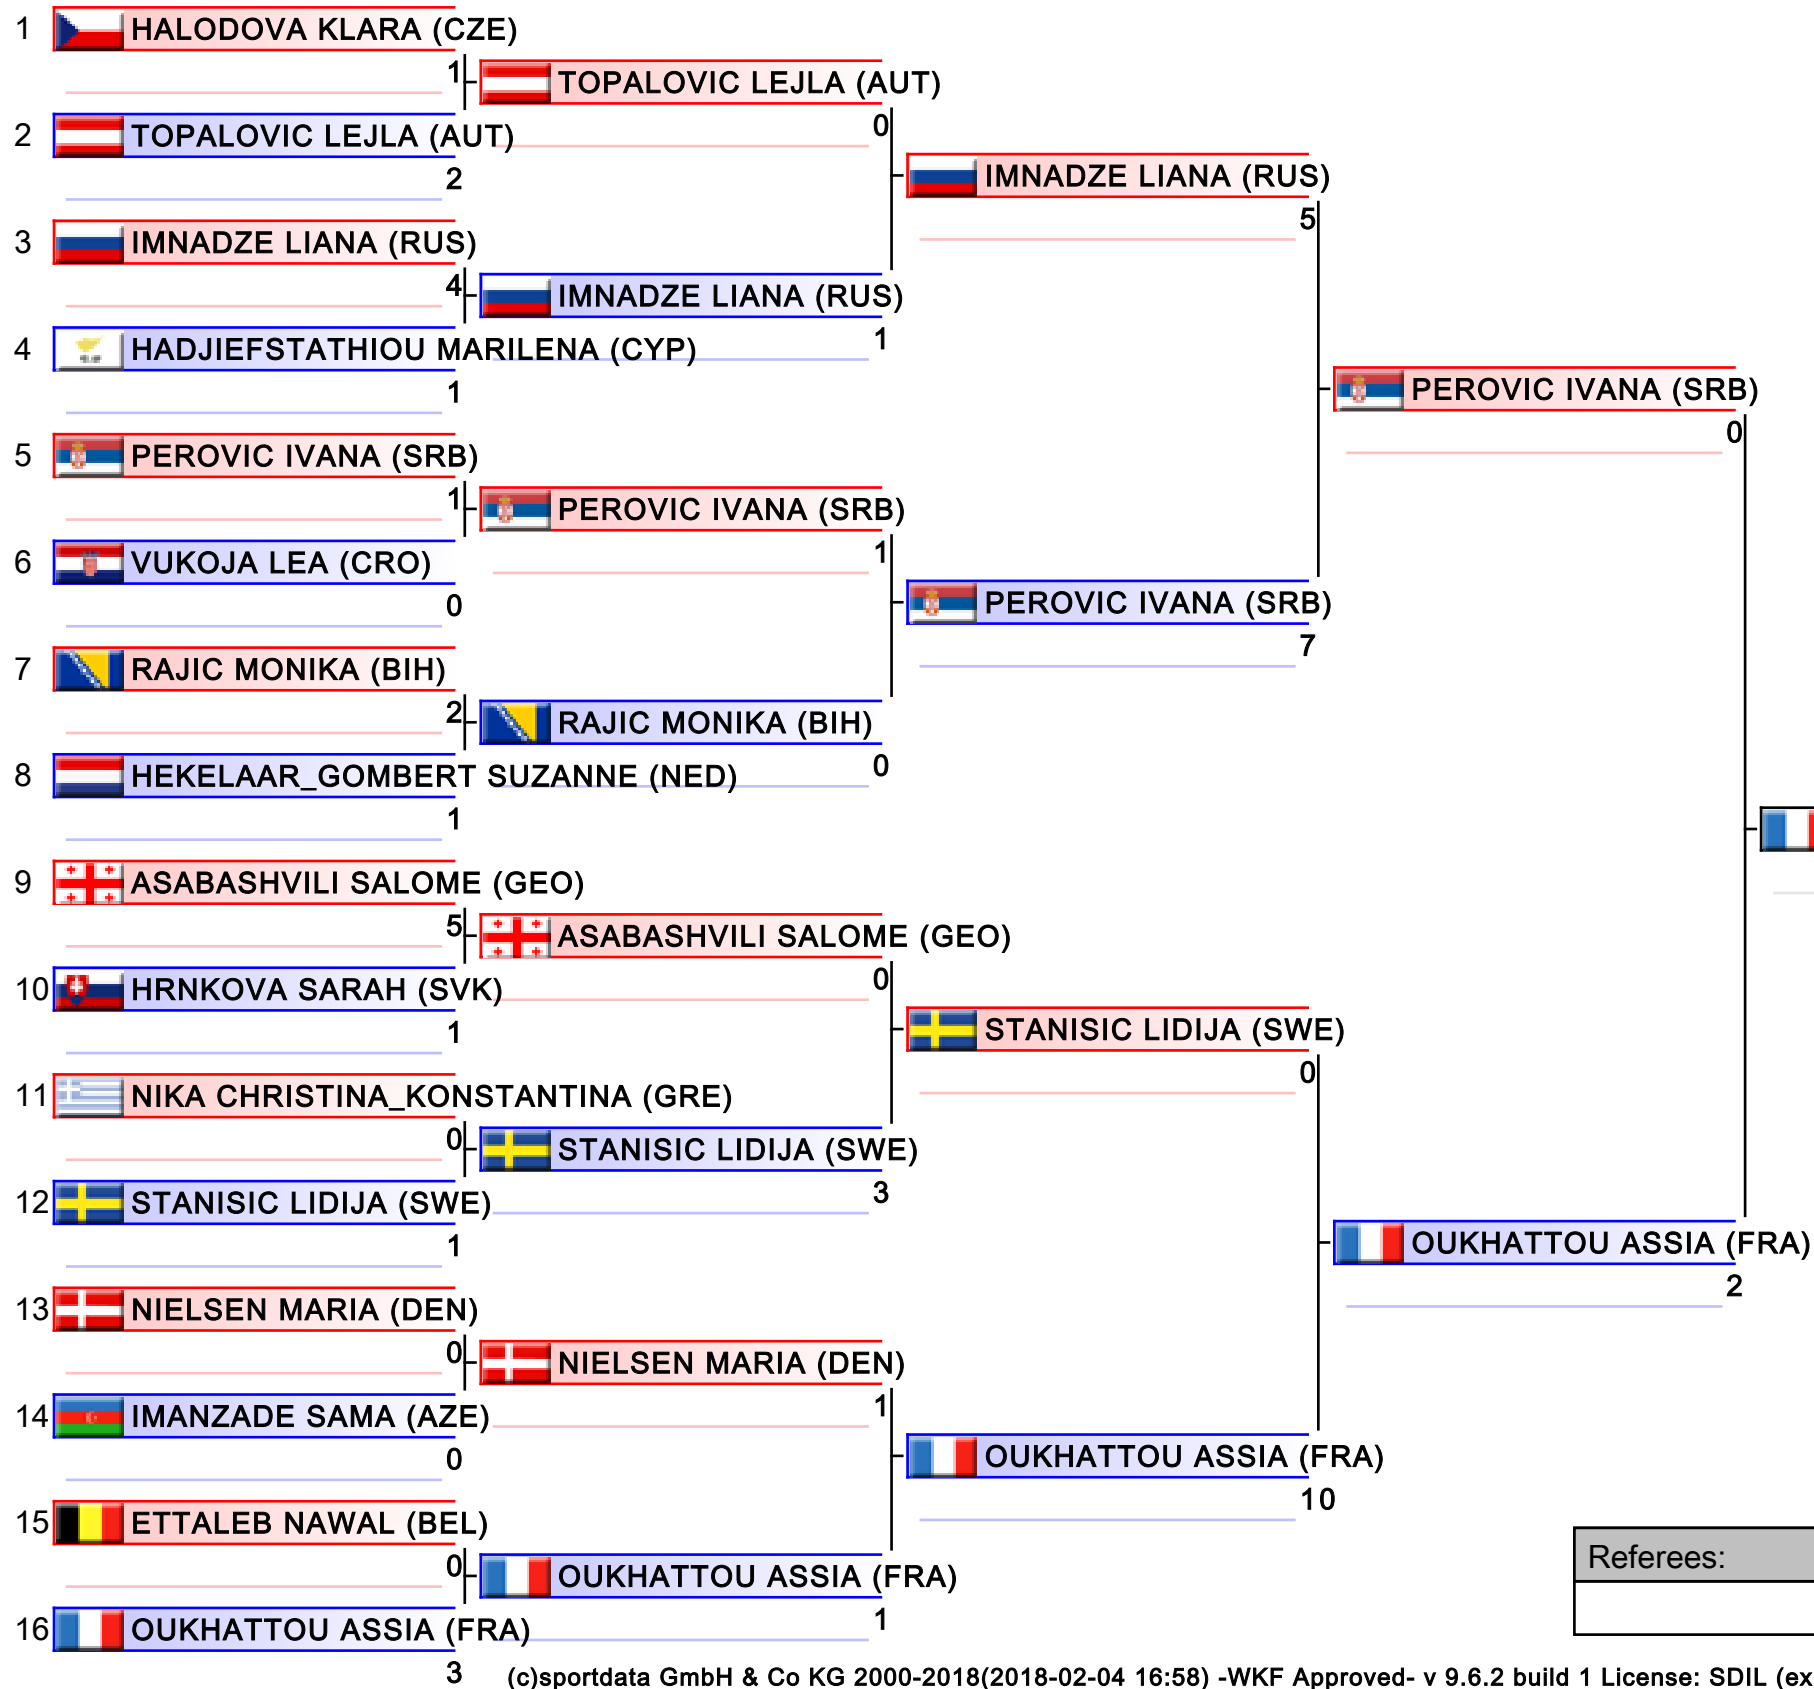 1 HALODOVA KLARA (CZE)
1 TOPALOVIC LEJLA (AUT)
0
2 TOPALOVIC LEJLA (AUT)
2
IMNADZE LIANA (RUS)
5
3 IMNADZE LIANA (RUS)
4 IMNADZE LIANA (RUS)
1
4 HADJIEFSTATHIOU MARILENA (CYP)
1
PEROVIC IVANA (SRB)
0
5 PEROVIC IVANA (SRB)
1 PEROVIC IVANA (SRB)
1
6 VUKOJA LEA (CRO)
0
PEROVIC IVANA (SRB)
7
7 RAJIC MONIKA (BIH)
2 RAJIC MONIKA (BIH)
0
8 HEKELAAR_GOMBERT SUZANNE (NED)
1
9 ASABASHVILI SALOME (GEO)
5 ASABASHVILI SALOME (GEO)
0
10 HRNKOVA SARAH (SVK)
1
STANISIC LIDIJA (SWE)
0
11 NIKA CHRISTINA_KONSTANTINA (GRE)
0 STANISIC LIDIJA (SWE)
3
12 STANISIC LIDIJA (SWE)
1
OUKHATTOU ASSIA (FRA)
2
13 NIELSEN MARIA (DEN)
0 NIELSEN MARIA (DEN)
1
14 IMANZADE SAMA (AZE)
0
OUKHATTOU ASSIA (FRA)
10
15 ETTALEB NAWAL (BEL)
0 OUKHATTOU ASSIA (FRA)
1
16 OUKHATTOU ASSIA (FRA)
3
Referees:
(c)sportdata GmbH & Co KG 2000-2018(2018-02-04 16:58) -WKF Approved- v 9.6.2 build 1 License: SDIL (ex